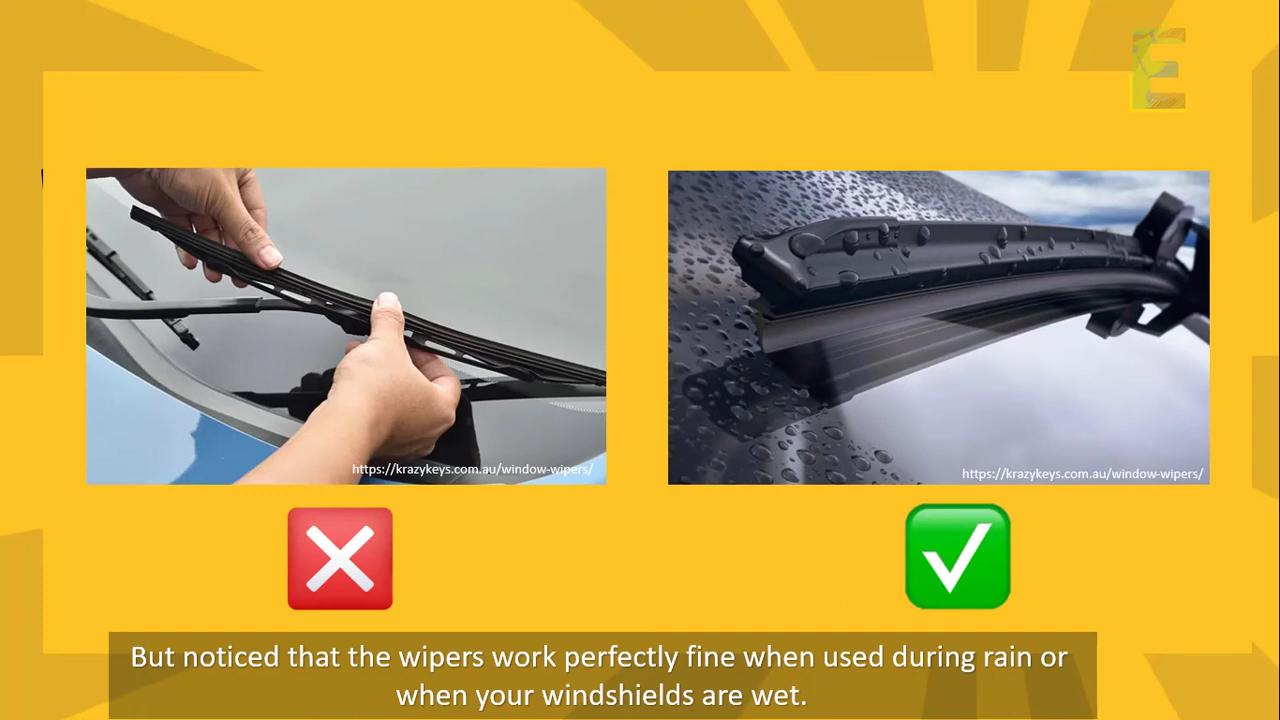 E
https://krazykeys.com.au/window-wipers/
https://krazykeys.com.au/window-wipers/
But noticed that the wipers work perfectly fine when used during rain or
when your windshields are wet.